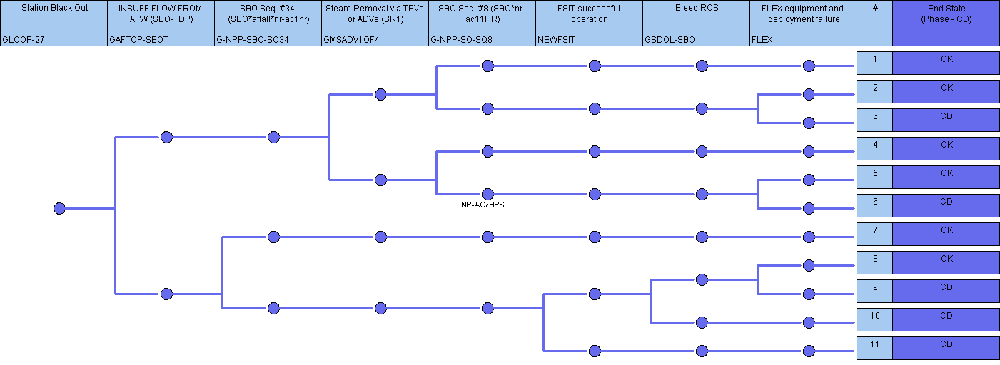 Station Black Out
INSUFF FLOW FROM
AFW (SBO-TDP)
SBO Seq. #34
(SBO*aftall*nr-ac1hr)
Steam Removal via TBVs
or ADVs (SR1)
SBO Seq. #8 (SBO*nr-
ac11HR)
FSIT successful
operation
Bleed RCS
FLEX equipment and
deployment failure
#
End State
(Phase - CD)
GLOOP-27
GAFTOP-SBOT
G-NPP-SBO-SQ34
GMSADV1OF4
G-NPP-SO-SQ8
NEWFSIT
GSDOL-SBO
FLEX
1 OK
2 OK
3 CD
4 OK
5 OK
NR-AC7HRS
6 CD
7 OK
8 OK
9 CD
10 CD
11 CD